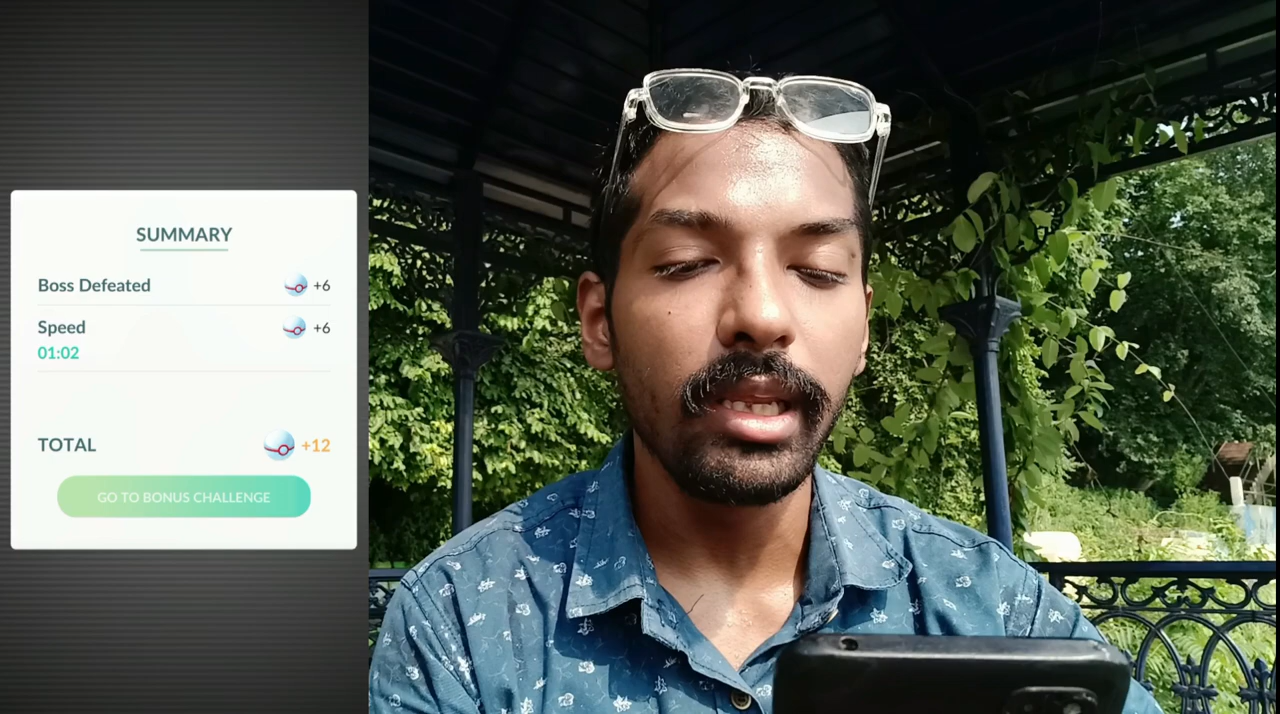 SUMMARY
Boss Defeated +6
Speed +6
01:02
TOTAL +12
GO TO BONUS CHALLENGE